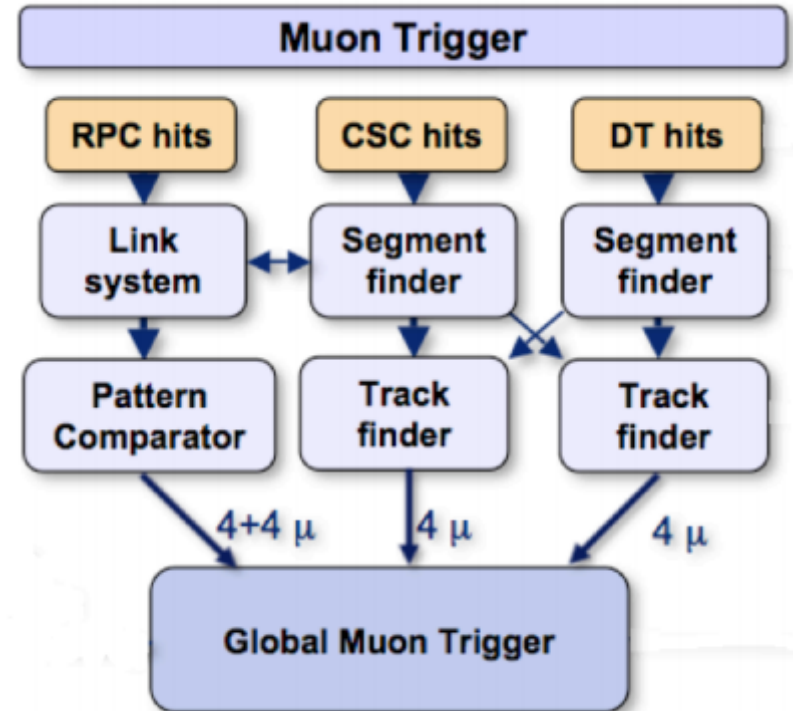 Muon Trigger
RPC hits
CSC hits
DT hits
Link
system
Segment
finder
Segment
finder
Pattern
Comparator
Track
finder
Track
finder
4+4 μ
4 μ
4 μ
Global Muon Trigger